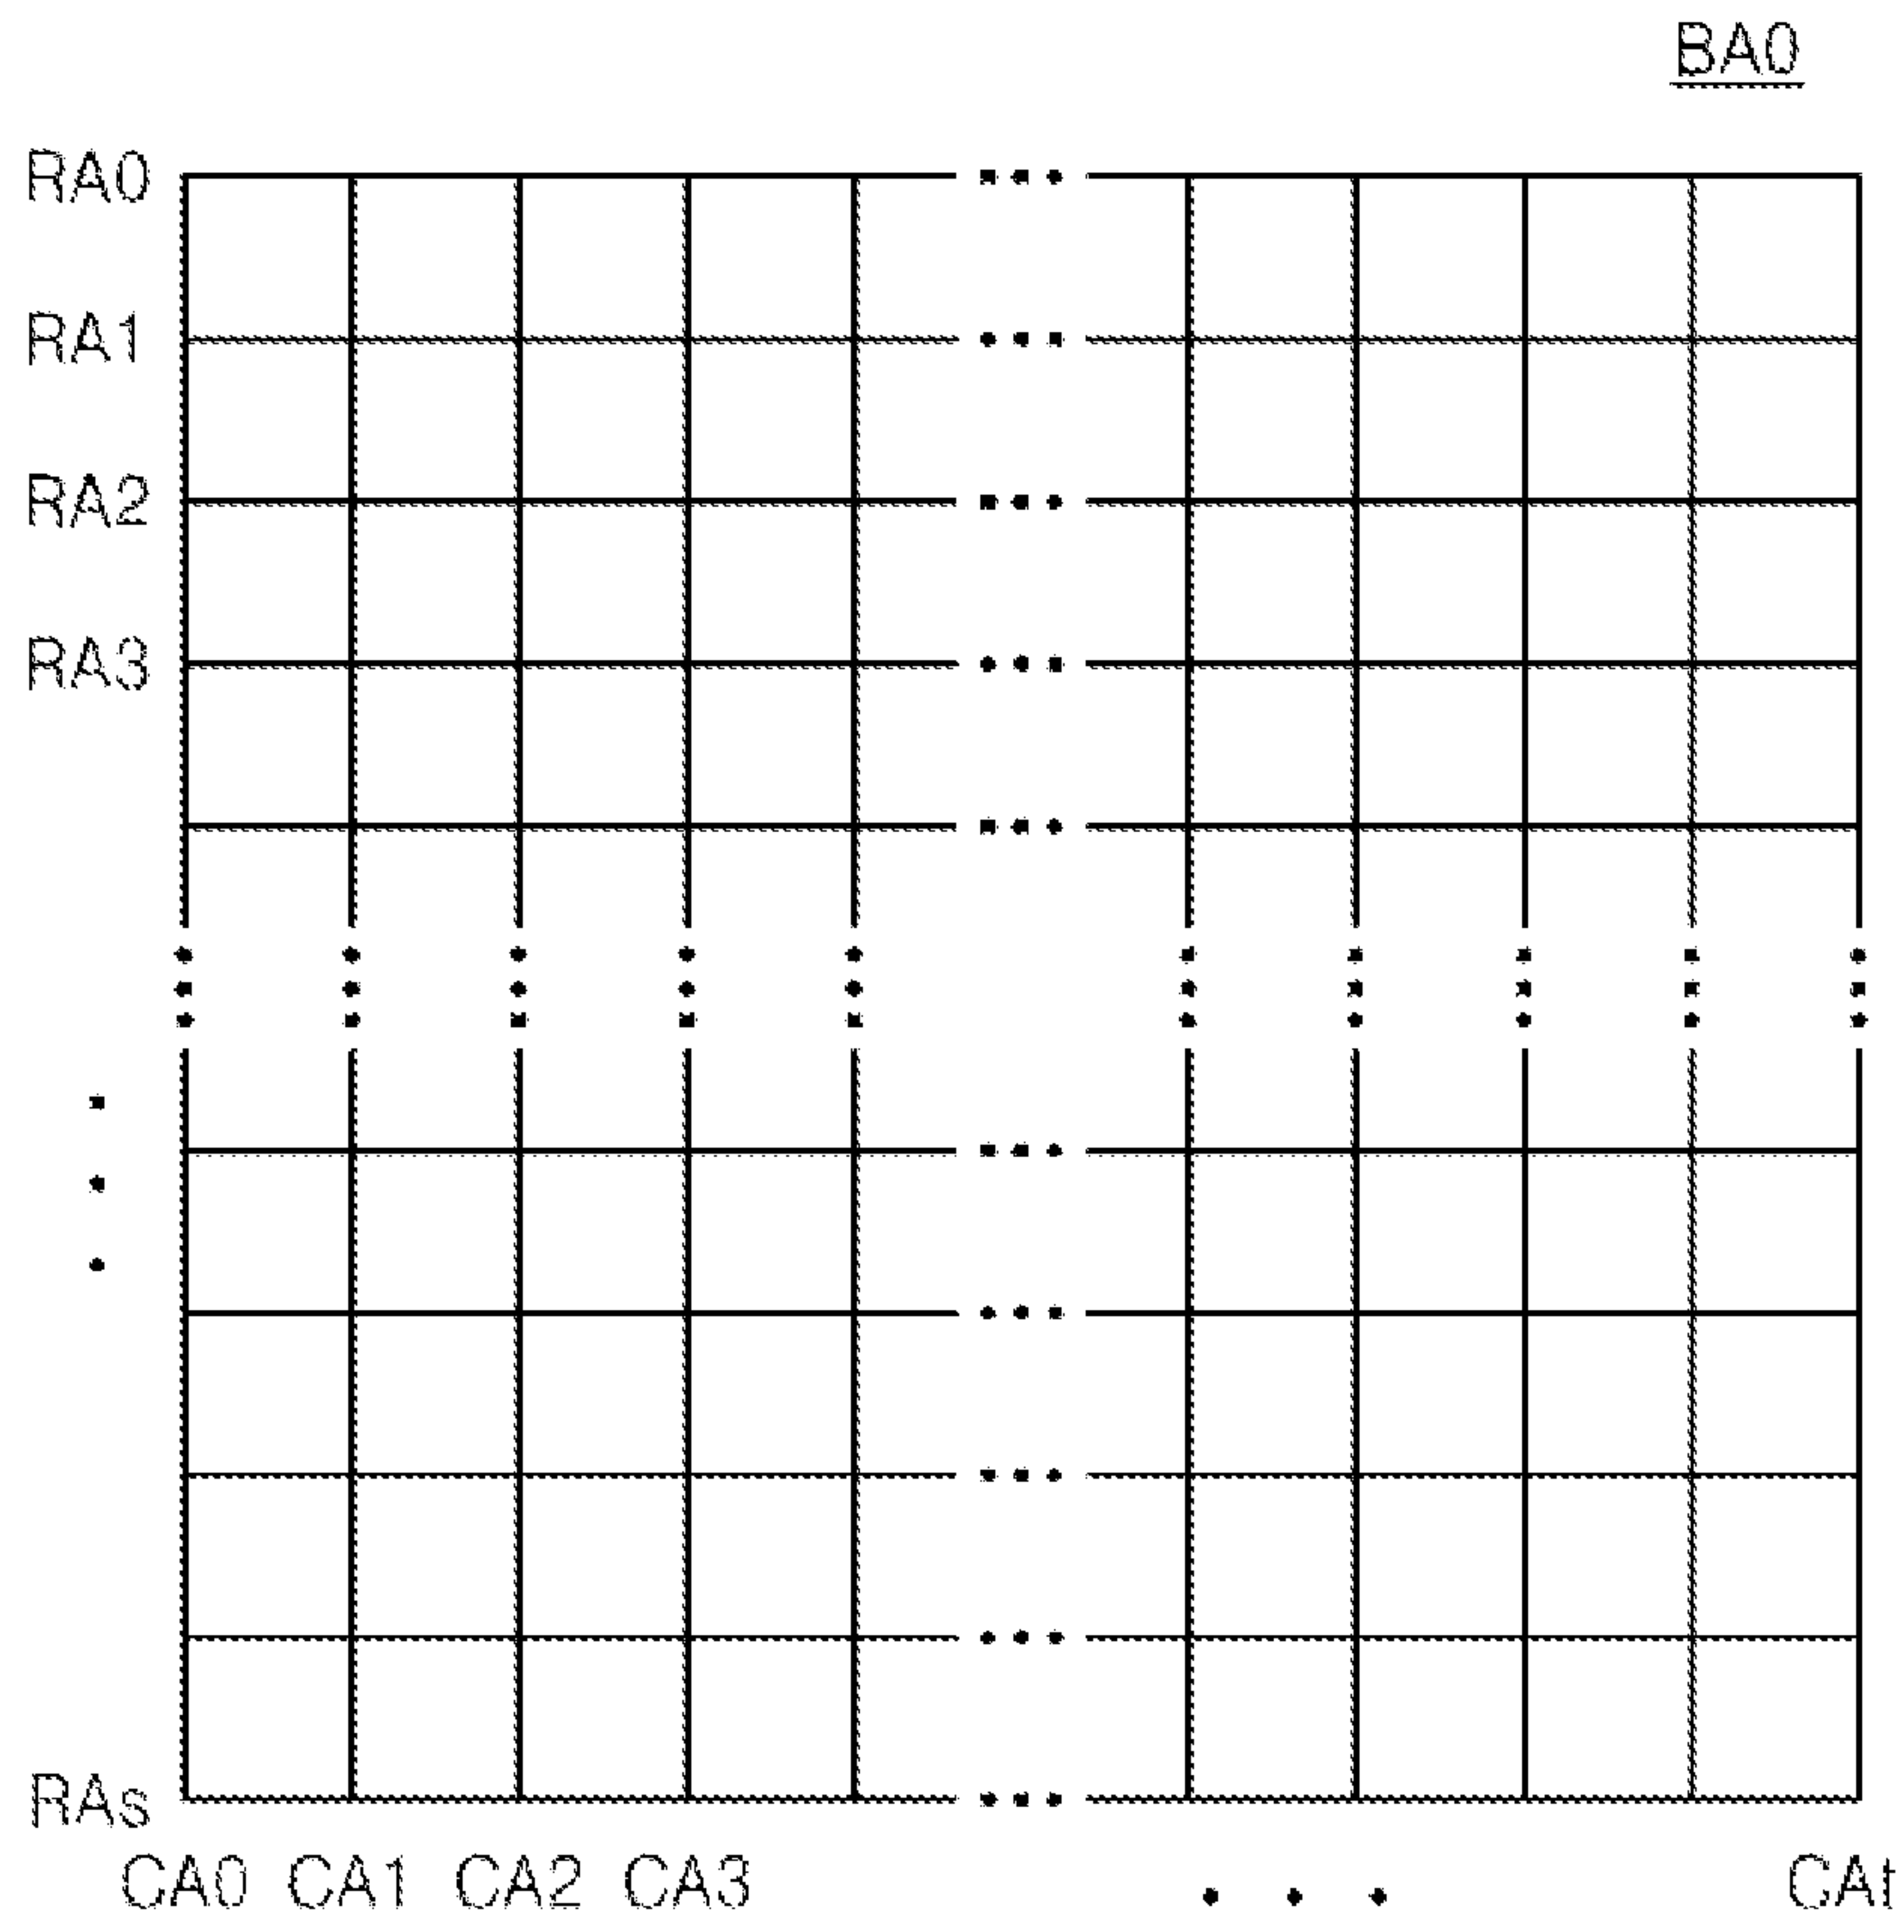 BA0
RA0
RA1
RA2
RA3
RAs
CA0 CA1 CA2 CA3 • • • CAt